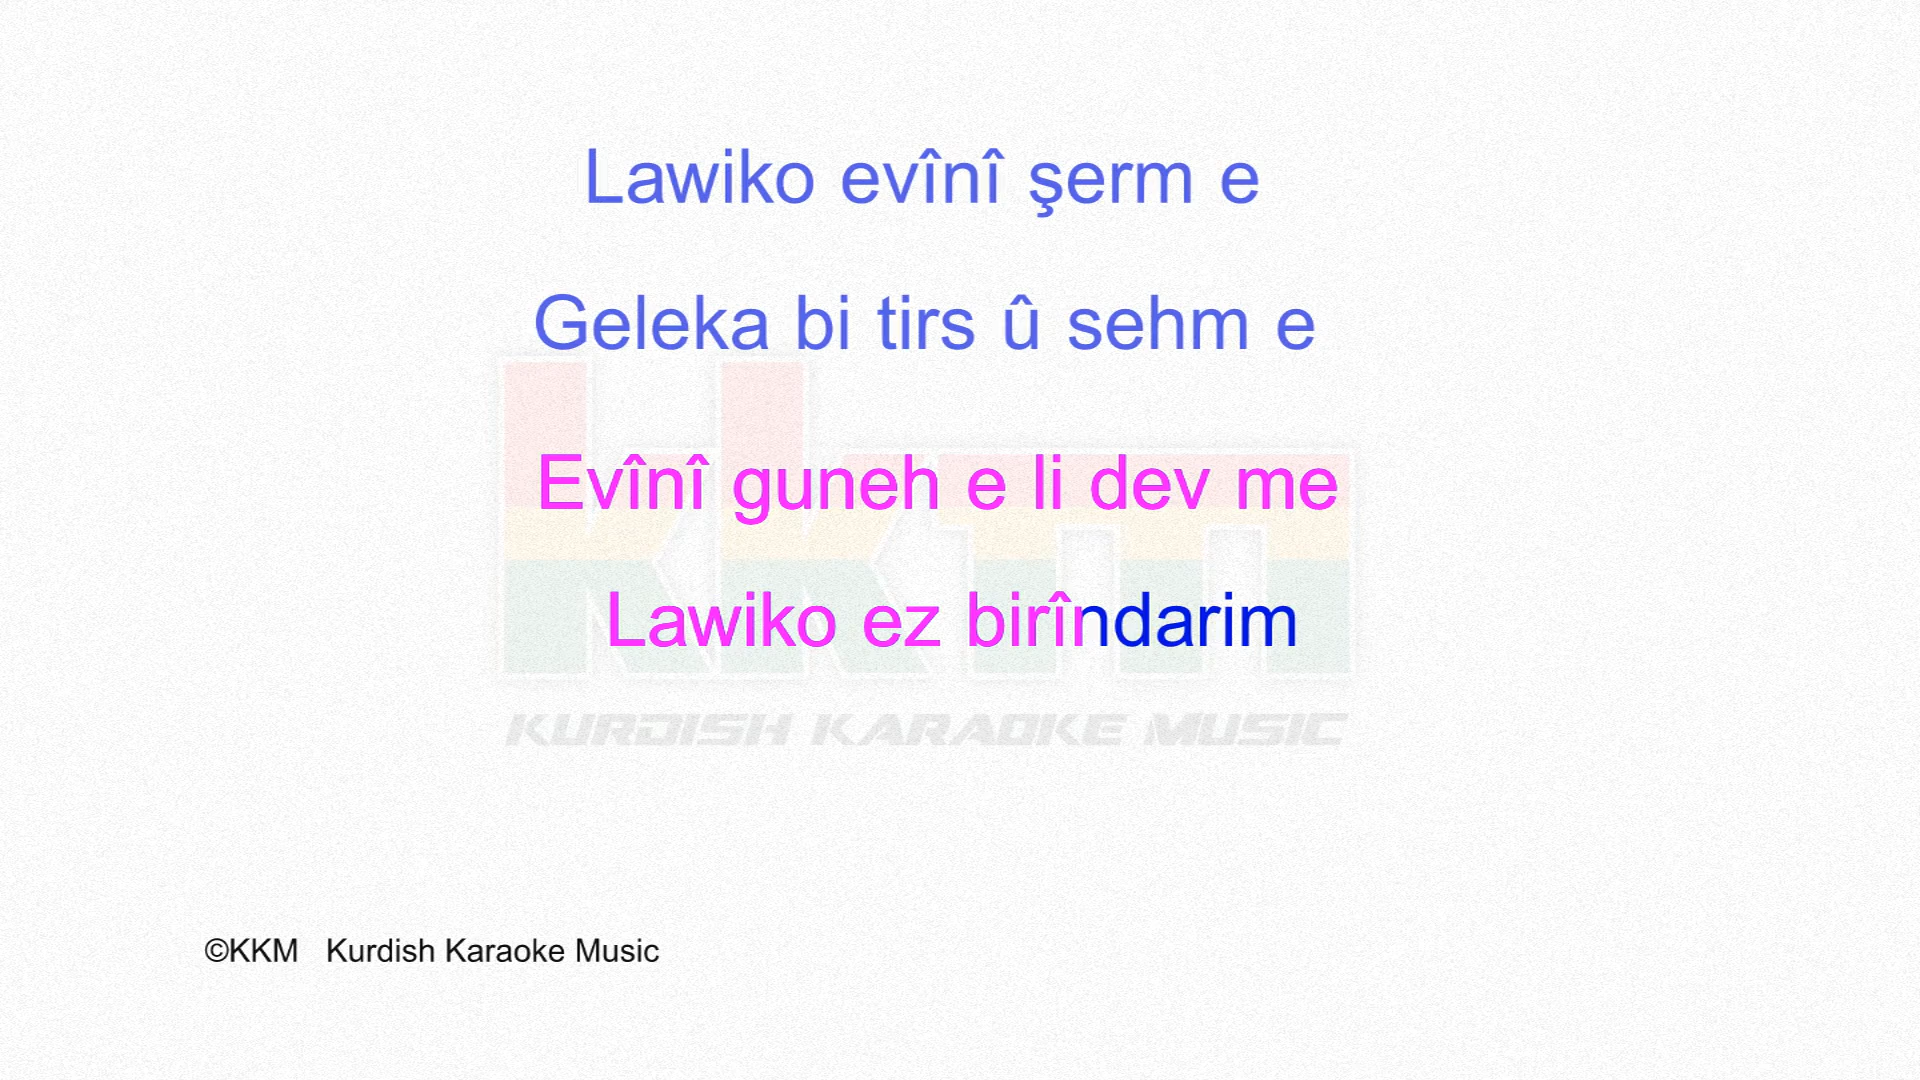 Lawiko evînî şerm e
Geleka bi tirs û sehm e
Evînî guneh e li dev me
Lawiko ez birîndarim
kkm
KURDISH KARAOKE MUSIC
©KKM Kurdish Karaoke Music